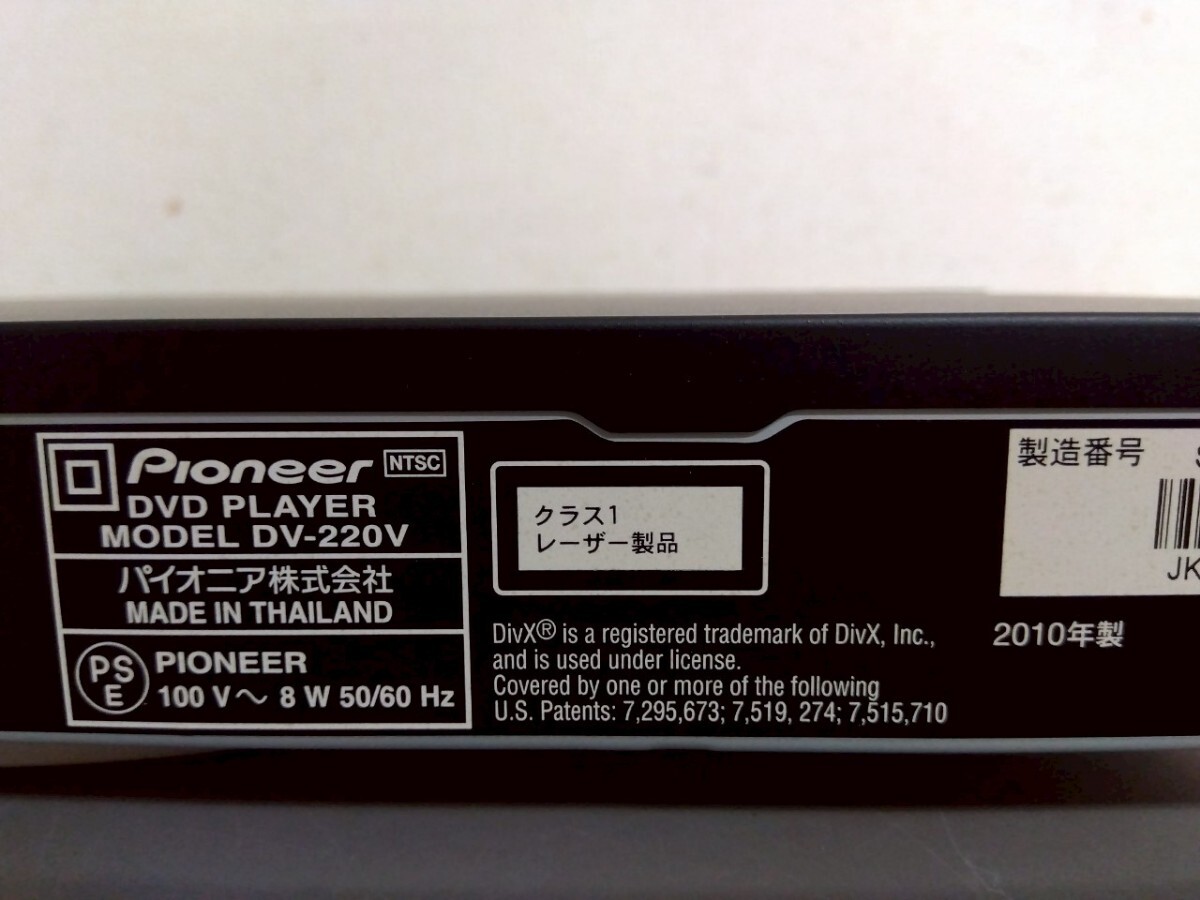 Pioneer NTSC
DVD PLAYER
MODEL DV-220V
パイオニア株式会社
MADE IN THAILAND
PSE PIONEER
100 V～ 8 W 50/60 Hz
クラス1
レーザー製品
DivX® is a registered trademark of DivX, Inc.,
and is used under license.
Covered by one or more of the following
U.S. Patents: 7,295,673; 7,519, 274; 7,515,710
製造番号 S
JK
2010年製